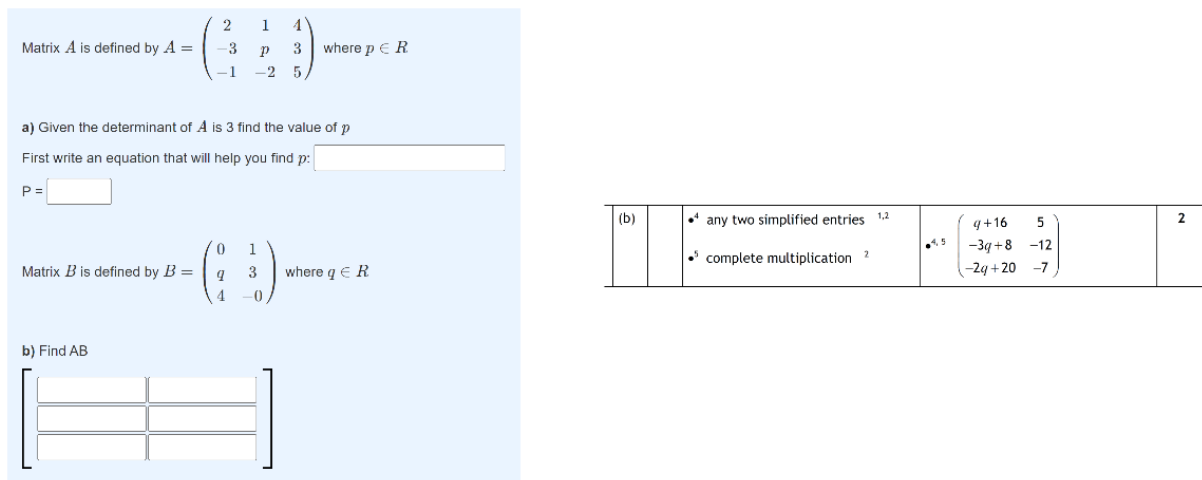 Matrix A is defined by A = ( 2 1 4
-3 p 3
-1 -2 5 ) where p ∈ R
a) Given the determinant of A is 3 find the value of p
First write an equation that will help you find p:
P =
Matrix B is defined by B = ( 0 1
q 3
4 -0 ) where q ∈ R
b) Find AB
(b) •4 any two simplified entries 1,2
•5 complete multiplication 2
•4, 5 ( q+16 5
-3q+8 -12
-2q+20 -7 )
2